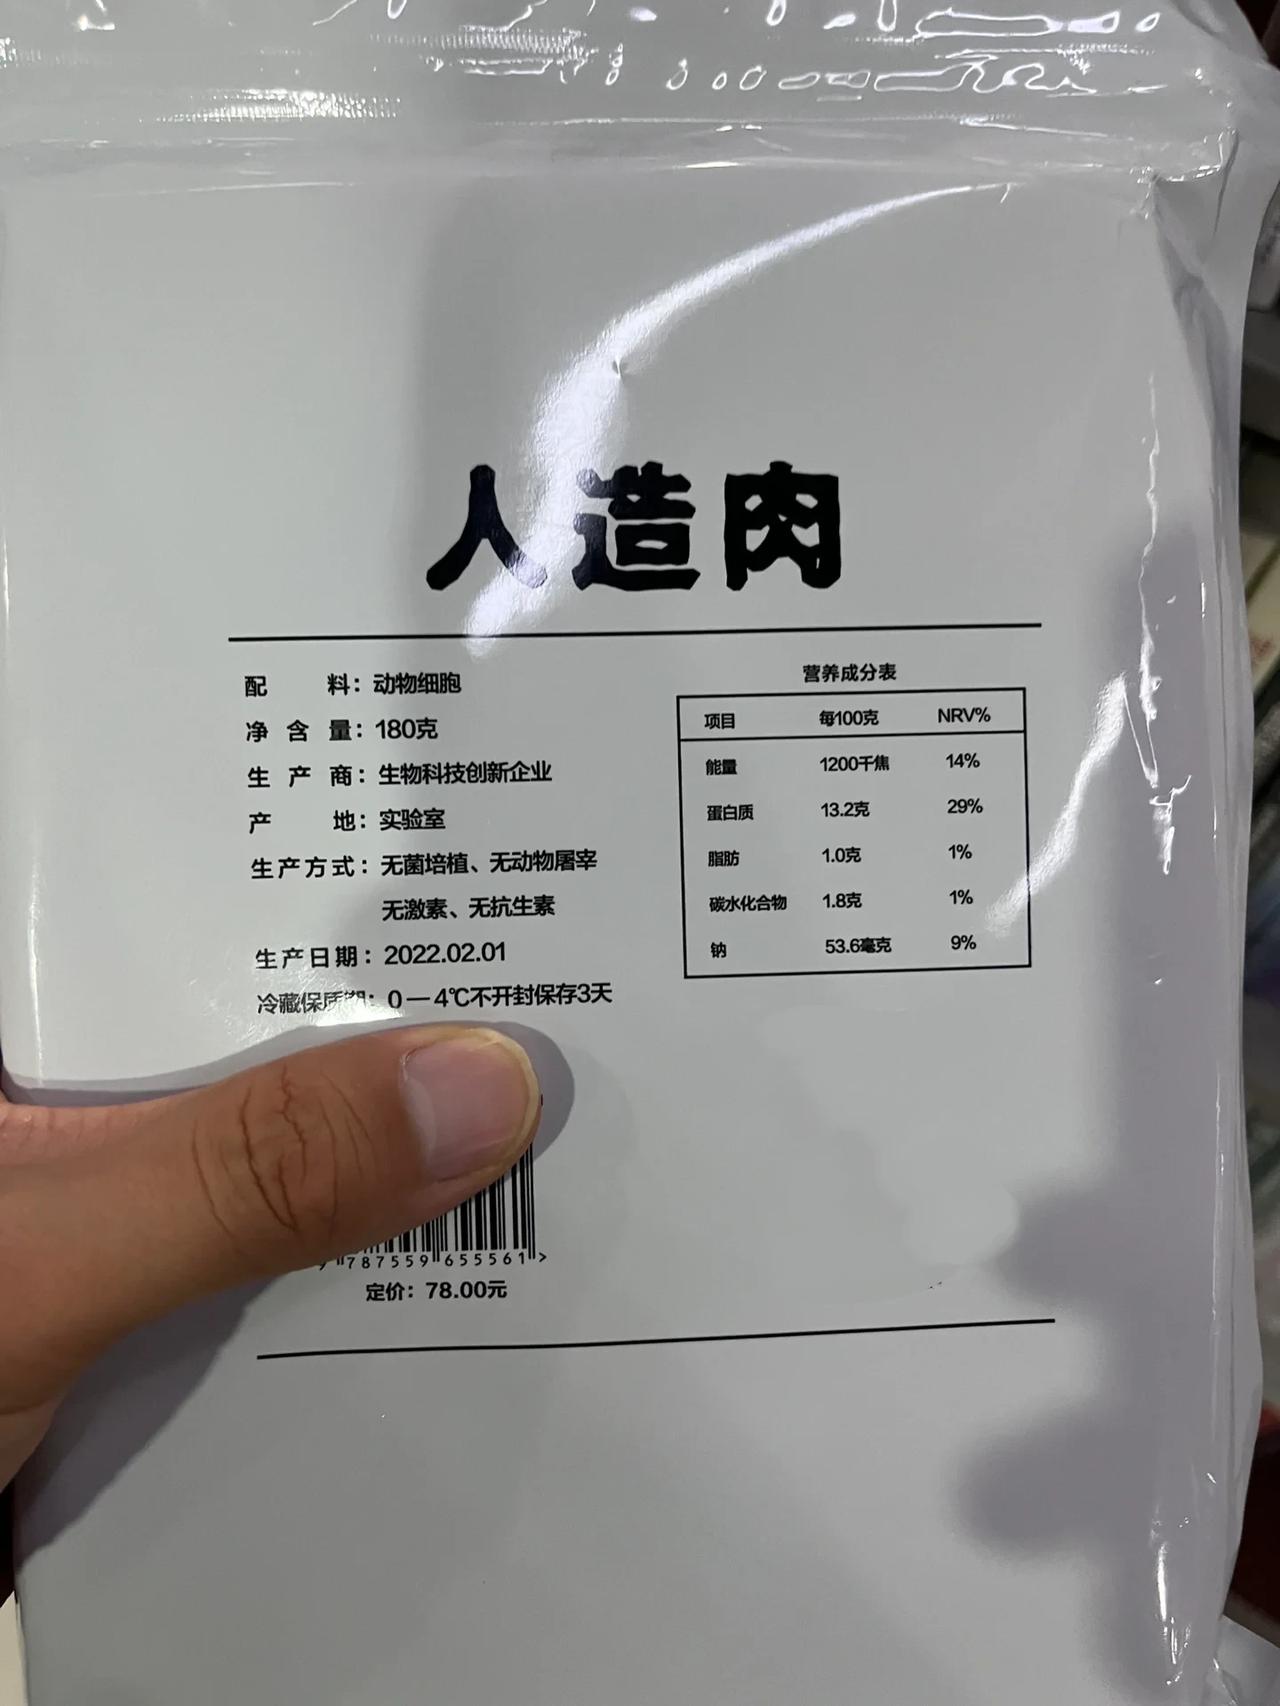 人造肉
配料：动物细胞
净含量：180克
生产商：生物科技创新企业
产地：实验室
生产方式：无菌培植、无动物屠宰
无激素、无抗生素
生产日期：2022.02.01
冷藏保质期：0—4℃不开封保存3天
营养成分表
项目 每100克 NRV%
能量 1200千焦 14%
蛋白质 13.2克 29%
脂肪 1.0克 1%
碳水化合物 1.8克 1%
钠 53.6毫克 9%
9 787559 655561 >
定价：78.00元